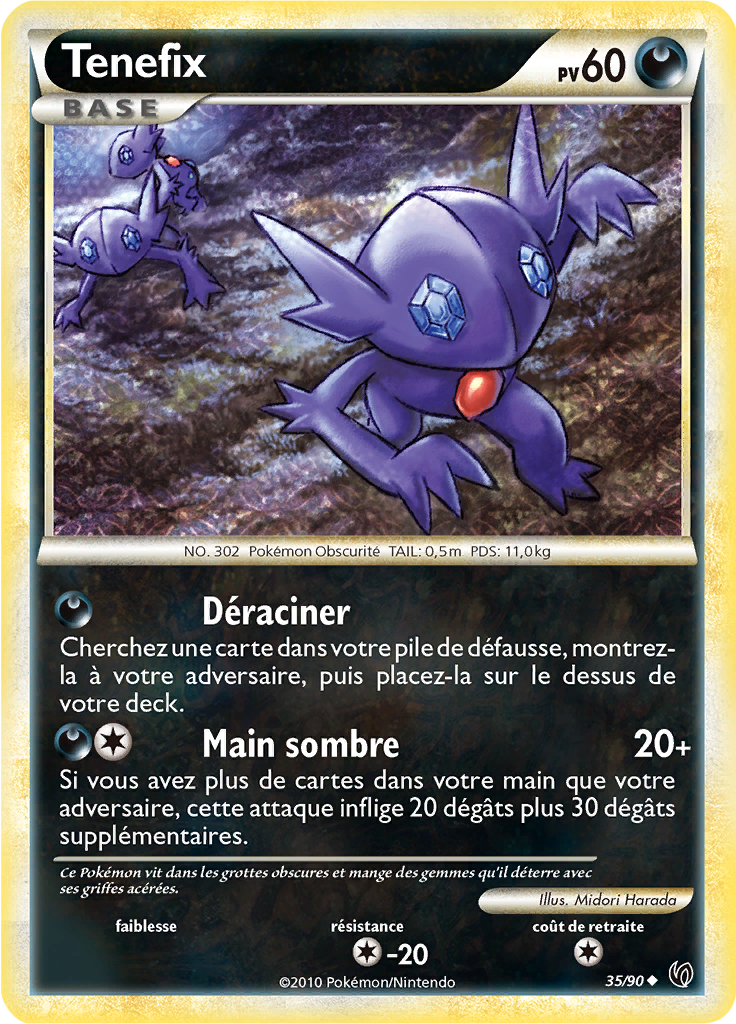 Tenefix
PV60
BASE
NO. 302 Pokémon Obscurité TAIL: 0,5m PDS: 11,0kg
Déraciner
Cherchez une carte dans votre pile de défausse, montrez-
la à votre adversaire, puis placez-la sur le dessus de
votre deck.
Main sombre 20+
Si vous avez plus de cartes dans votre main que votre
adversaire, cette attaque inflige 20 dégâts plus 30 dégâts
supplémentaires.
Ce Pokémon vit dans les grottes obscures et mange des gemmes qu'il déterre avec
ses griffes acérées.
Illus. Midori Harada
faiblesse résistance coût de retraite
-20
©2010 Pokémon/Nintendo 35/90